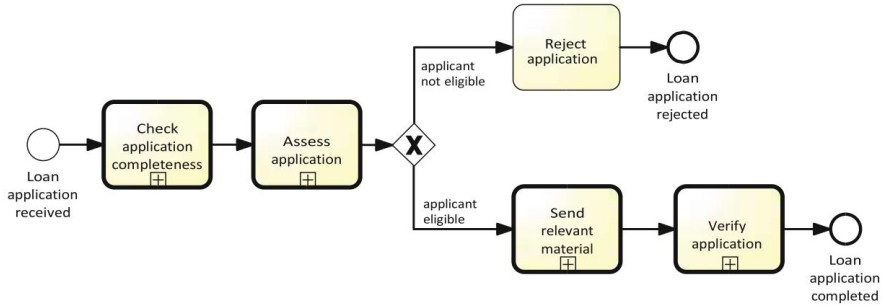 Loan
application
received
Check
application
completeness
Assess
application
X
applicant
not eligible
Reject
application
Loan
application
rejected
applicant
eligible
Send
relevant
material
Verify
application
Loan
application
completed